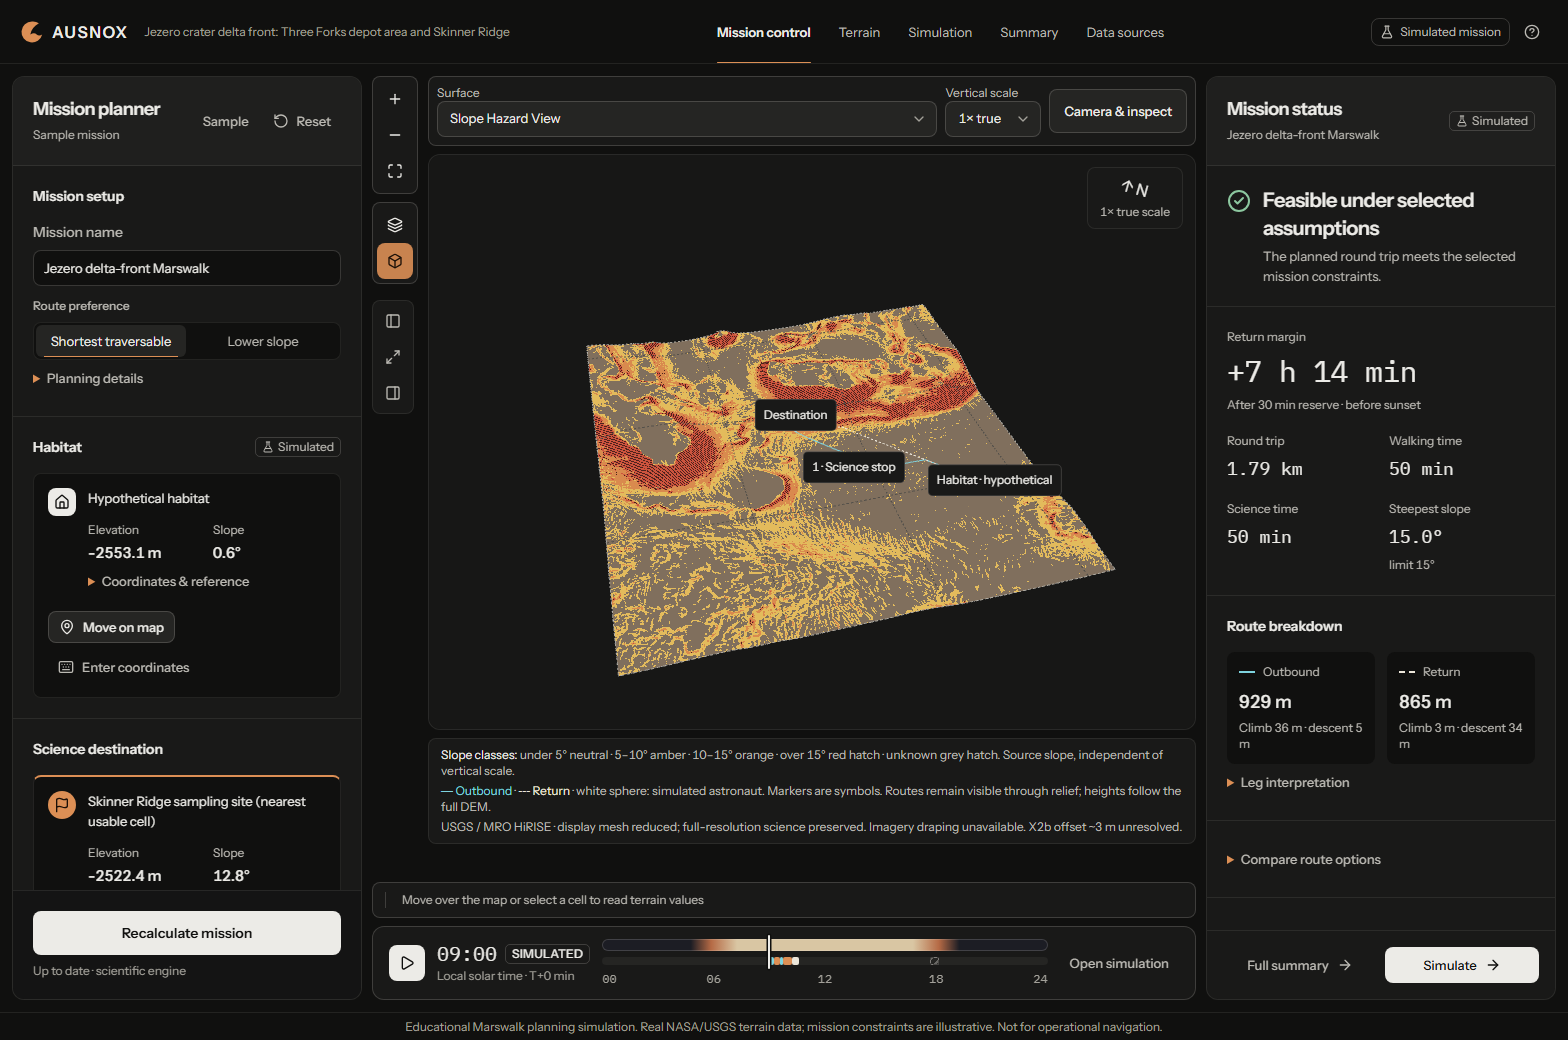 AUSNOX
Jezero crater delta front: Three Forks depot area and Skinner Ridge
Mission control
Terrain
Simulation
Summary
Data sources
Simulated mission
Mission planner
Sample mission
Sample
Reset
Mission setup
Mission name
Jezero delta-front Marswalk
Route preference
Shortest traversable
Lower slope
Planning details
Habitat
Simulated
Hypothetical habitat
Elevation
Slope
-2553.1 m
0.6°
Coordinates & reference
Move on map
Enter coordinates
Science destination
Skinner Ridge sampling site (nearest
usable cell)
Elevation
Slope
-2522.4 m
12.8°
Recalculate mission
Up to date · scientific engine
Surface
Slope Hazard View
Vertical scale
1× true
Camera & inspect
N
1× true scale
Destination
1 · Science stop
Habitat · hypothetical
Slope classes: under 5° neutral · 5–10° amber · 10–15° orange · over 15° red hatch · unknown grey hatch. Source slope, independent of
vertical scale.
— Outbound · --- Return · white sphere: simulated astronaut. Markers are symbols. Routes remain visible through relief; heights follow the
full DEM.
USGS / MRO HiRISE · display mesh reduced; full-resolution science preserved. Imagery draping unavailable. X2b offset ~3 m unresolved.
Move over the map or select a cell to read terrain values
09:00
SIMULATED
Local solar time · T+0 min
00
06
12
18
24
Open simulation
Mission status
Jezero delta-front Marswalk
Simulated
Feasible under selected
assumptions
The planned round trip meets the selected
mission constraints.
Return margin
+7 h 14 min
After 30 min reserve · before sunset
Round trip
Walking time
1.79 km
50 min
Science time
Steepest slope
50 min
15.0°
limit 15°
Route breakdown
Outbound
929 m
Climb 36 m · descent 5
m
Return
865 m
Climb 3 m · descent 34
m
Leg interpretation
Compare route options
Full summary
Simulate
Educational Marswalk planning simulation. Real NASA/USGS terrain data; mission constraints are illustrative. Not for operational navigation.